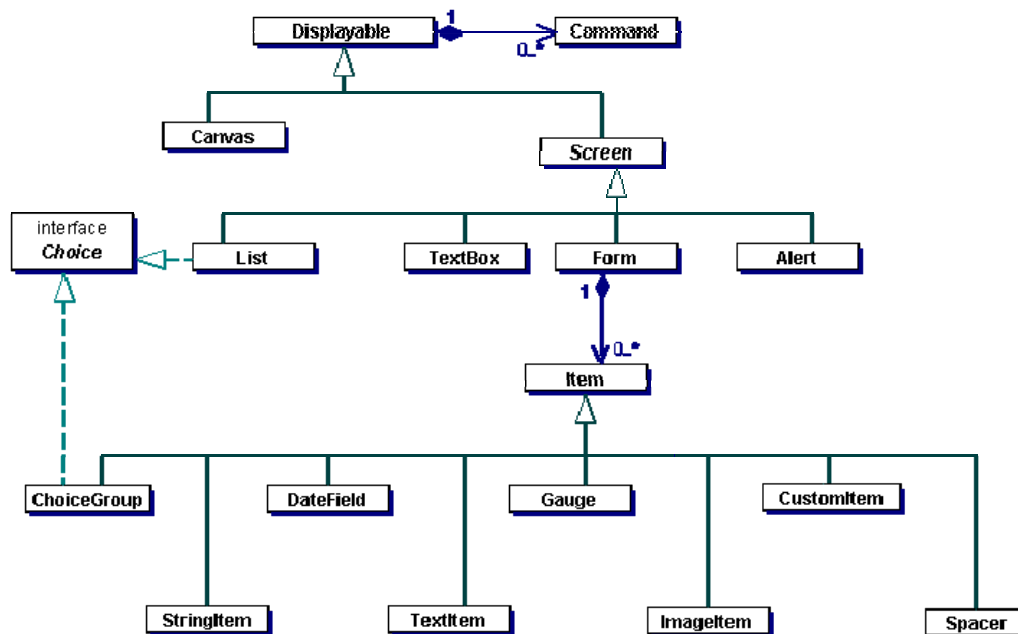 Displayable
1
0..*
Command
Canvas
Screen
interface
Choice
List
TextBox
Form
Alert
1
0..*
Item
ChoiceGroup
DateField
Gauge
CustomItem
StringItem
TextItem
ImageItem
Spacer